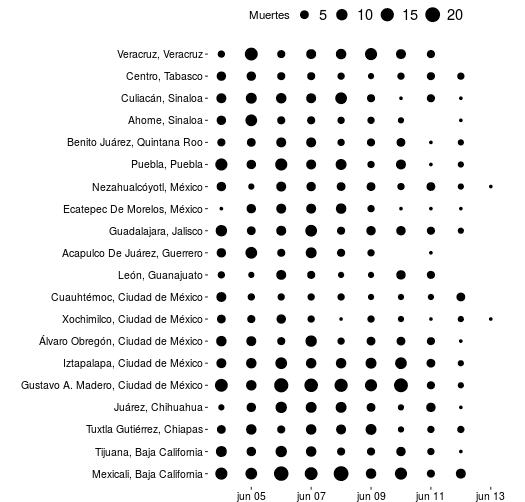 Muertes 5 10 15 20
Veracruz, Veracruz
Centro, Tabasco
Culiacán, Sinaloa
Ahome, Sinaloa
Benito Juárez, Quintana Roo
Puebla, Puebla
Nezahualcóyotl, México
Ecatepec De Morelos, México
Guadalajara, Jalisco
Acapulco De Juárez, Guerrero
León, Guanajuato
Cuauhtémoc, Ciudad de México
Xochimilco, Ciudad de México
Álvaro Obregón, Ciudad de México
Iztapalapa, Ciudad de México
Gustavo A. Madero, Ciudad de México
Juárez, Chihuahua
Tuxtla Gutiérrez, Chiapas
Tijuana, Baja California
Mexicali, Baja California
jun 05 jun 07 jun 09 jun 11 jun 13